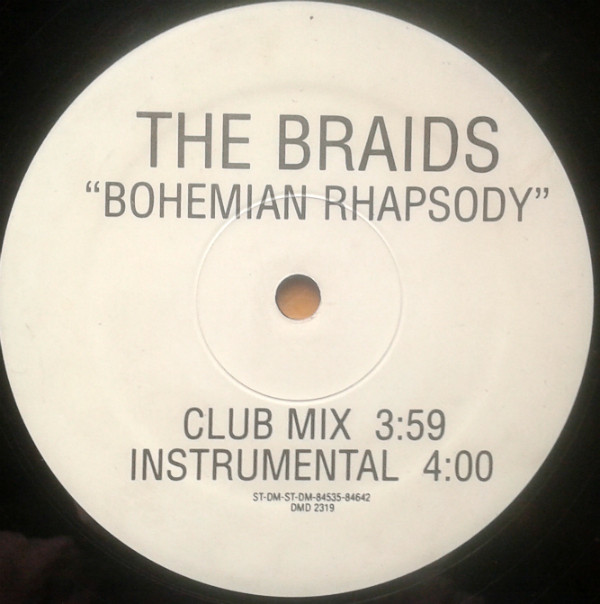 THE BRAIDS
“BOHEMIAN RHAPSODY”
CLUB MIX 3:59
INSTRUMENTAL 4:00
ST-DM-ST-DM-84535-84642
DMD 2319